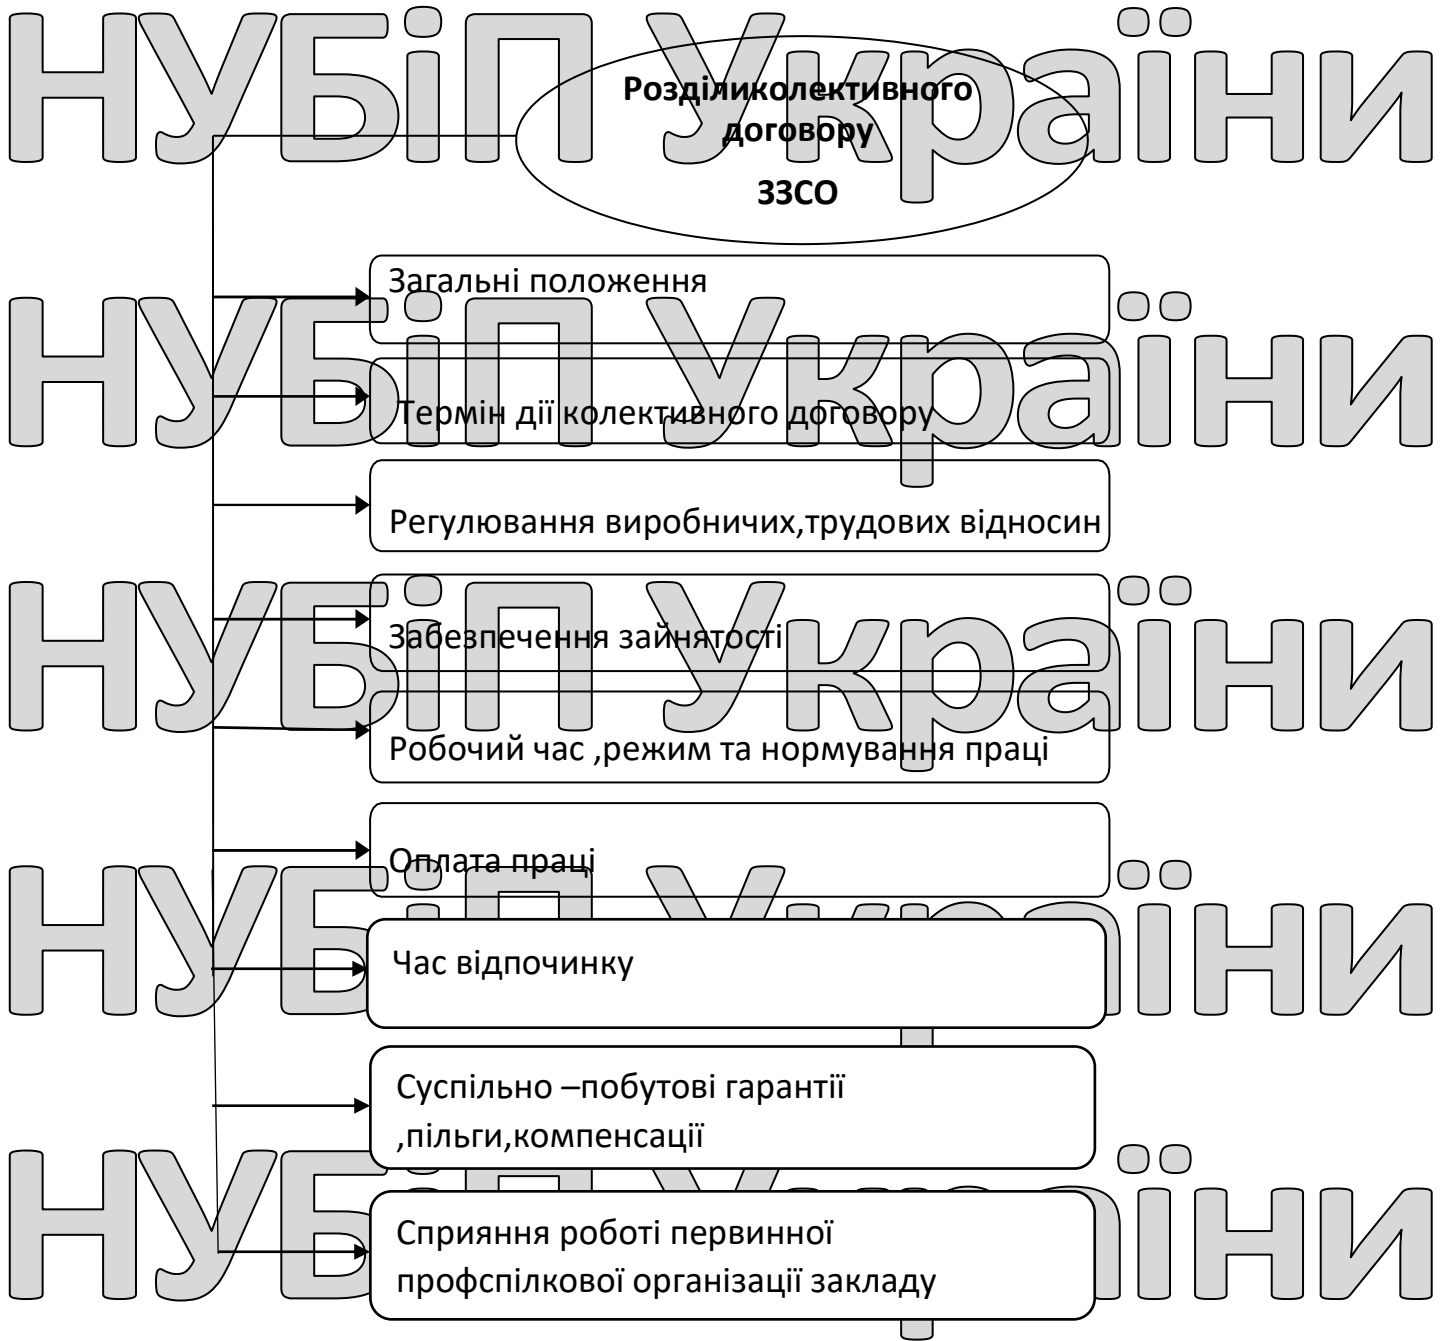 НУБіП України
Розділиколективного
договору
ЗЗСО
Загальні положення
НУБіП України
Термін дії колективного договору
Регулювання виробничих,трудових відносин
НУБіП України
Забезпечення зайнятості
Робочий час ,режим та нормування праці
Оплата праці
НУБіП України
Час відпочинку
Суспільно –побутові гарантії
,пільги,компенсації
НУБіП України
Сприяння роботі первинної
профспілкової організації закладу